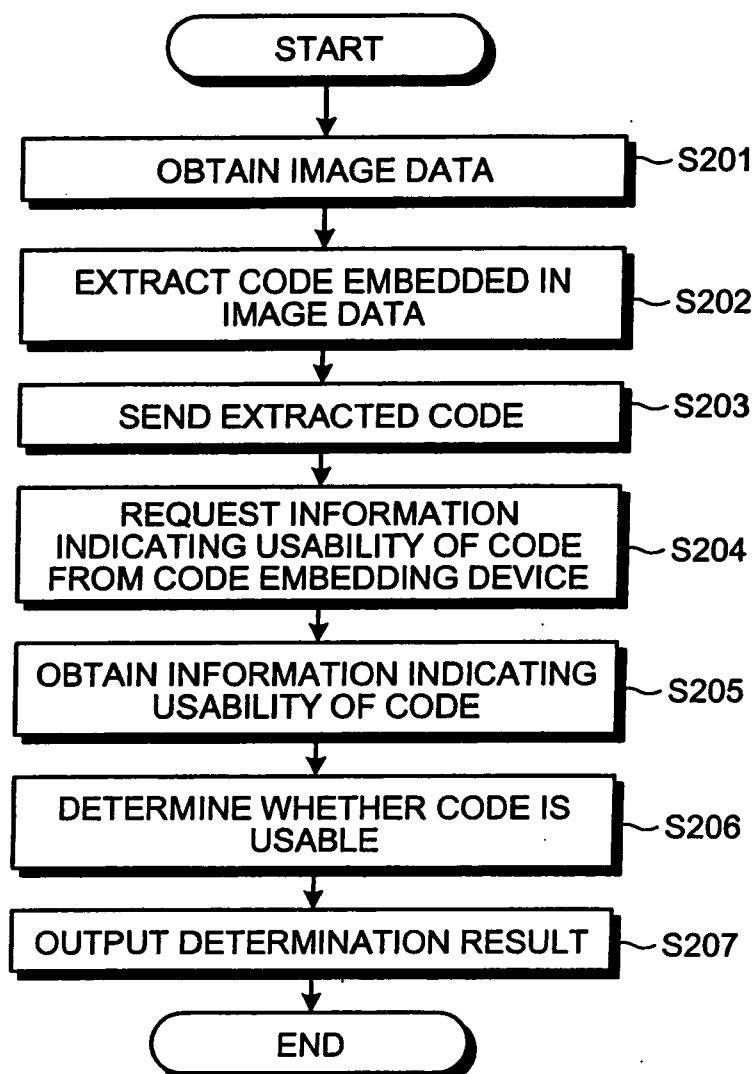 START
OBTAIN IMAGE DATA
S201
EXTRACT CODE EMBEDDED IN
IMAGE DATA
S202
SEND EXTRACTED CODE
S203
REQUEST INFORMATION
INDICATING USABILITY OF CODE
FROM CODE EMBEDDING DEVICE
S204
OBTAIN INFORMATION INDICATING
USABILITY OF CODE
S205
DETERMINE WHETHER CODE IS
USABLE
S206
OUTPUT DETERMINATION RESULT
S207
END